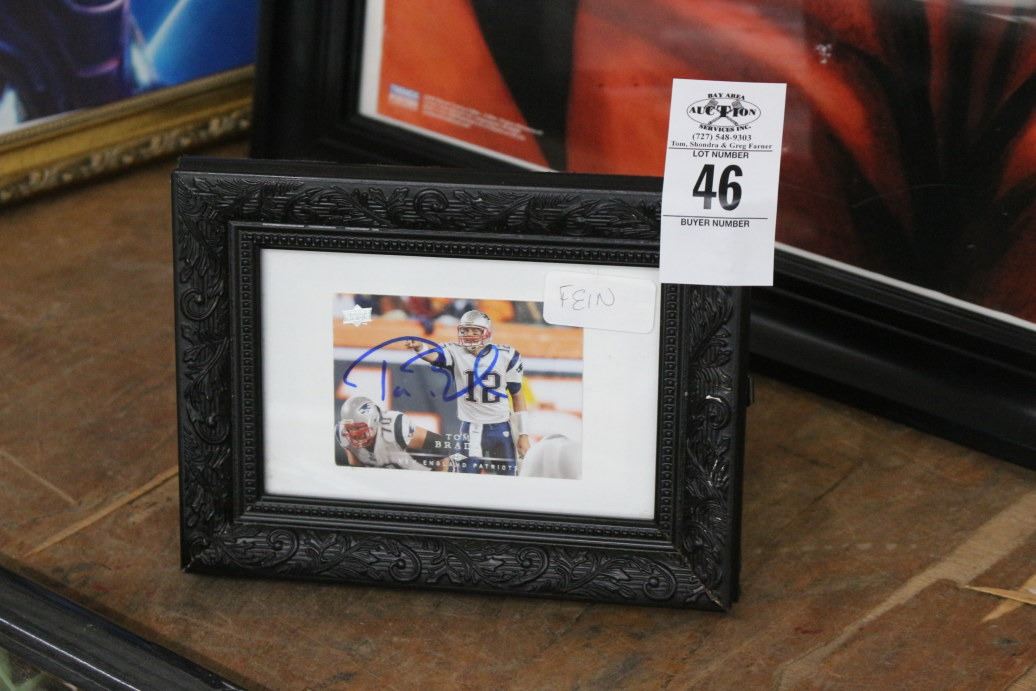 BAY AREA
AUCTION
SERVICES INC.
(727) 548-9303
Tom, Shondra & Greg Farner
LOT NUMBER
46
BUYER NUMBER
FEIN
12
70
TOM
BRADY
NEW ENGLAND PATRIOTS